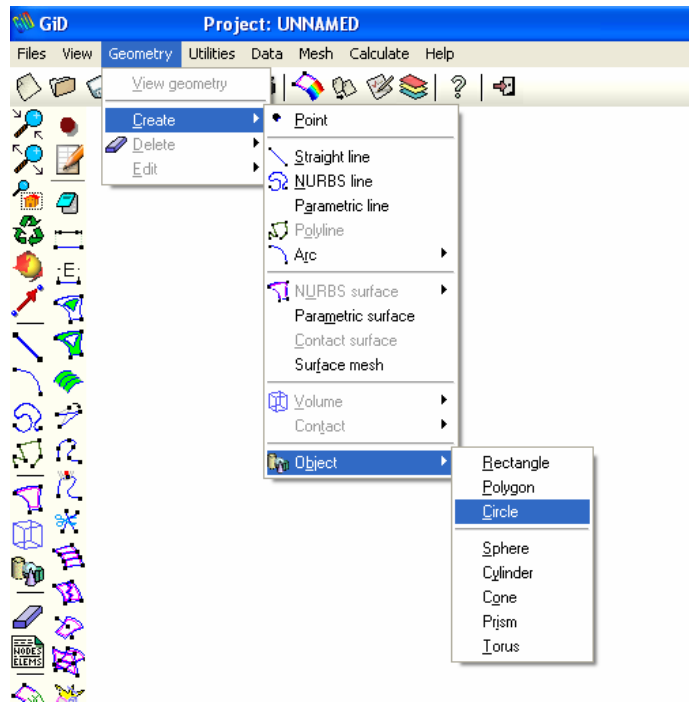 GiD Project: UNNAMED
Files View Geometry Utilities Data Mesh Calculate Help
View geometry
Create
Delete
Edit
Point
Straight line
NURBS line
Parametric line
Polyline
Arc
NURBS surface
Parametric surface
Contact surface
Surface mesh
Volume
Contact
Object
Rectangle
Polygon
Circle
Sphere
Cylinder
Cone
Prism
Torus
:E:
NODES
ELEMS